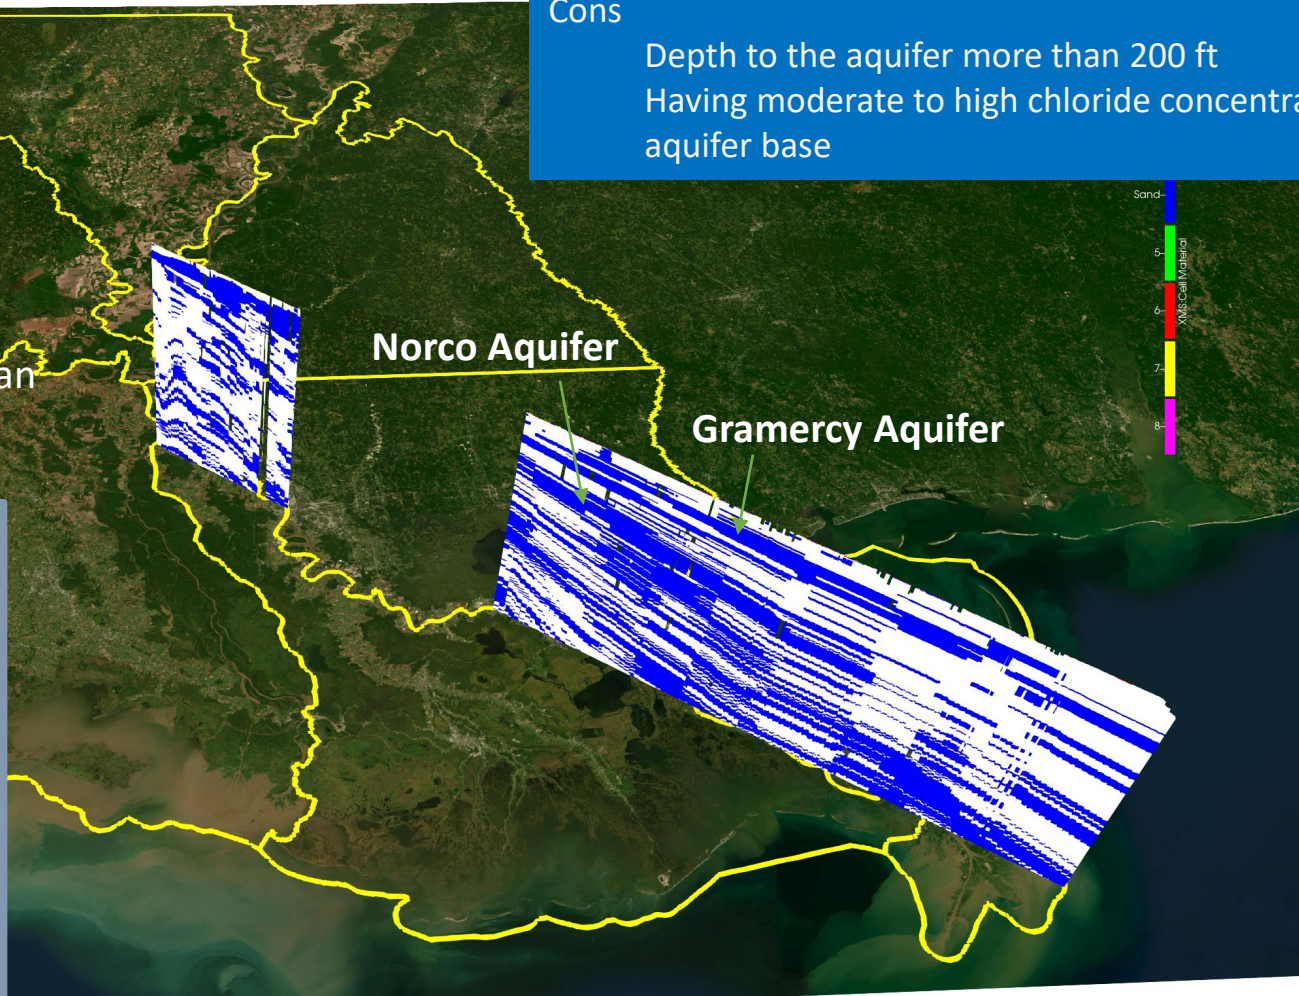 Cons
Depth to the aquifer more than 200 ft
Having moderate to high chloride
aquifer base
Sand
5
6
7
8
XMS:Cell Material
Norco Aquifer
an
Gramercy Aquifer